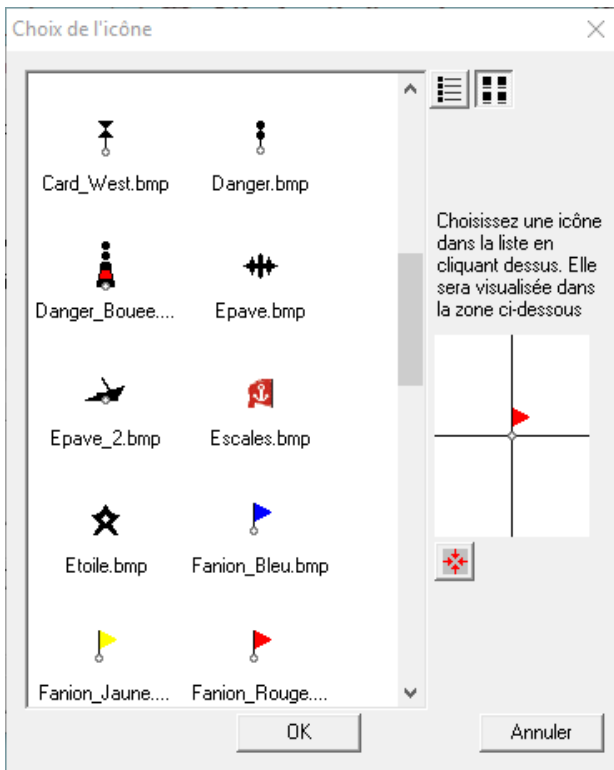 Choix de l'icône
Card_West.bmp
Danger.bmp
Danger_Bouee....
Epave.bmp
Epave_2.bmp
Escales.bmp
Etoile.bmp
Fanion_Bleu.bmp
Fanion_Jaune....
Fanion_Rouge....
Choisissez une icône
dans la liste en
cliquant dessus. Elle
sera visualisée dans
la zone ci-dessous
OK
Annuler